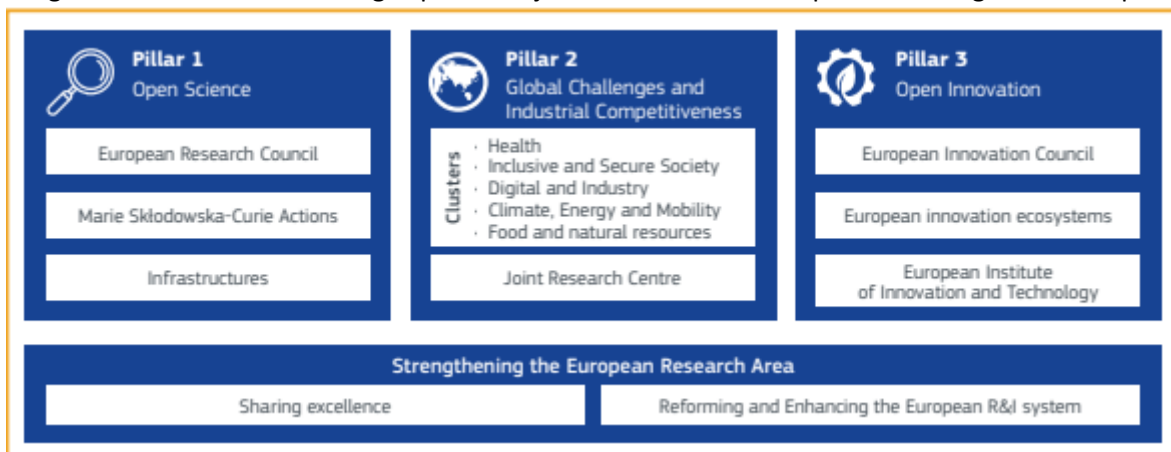 Pillar 1
Open Science
European Research Council
Marie Skłodowska-Curie Actions
Infrastructures
Pillar 2
Global Challenges and
Industrial Competitiveness
Clusters
· Health
· Inclusive and Secure Society
· Digital and Industry
· Climate, Energy and Mobility
· Food and natural resources
Joint Research Centre
Pillar 3
Open Innovation
European Innovation Council
European innovation ecosystems
European Institute
of Innovation and Technology
Strengthening the European Research Area
Sharing excellence
Reforming and Enhancing the European R&I system